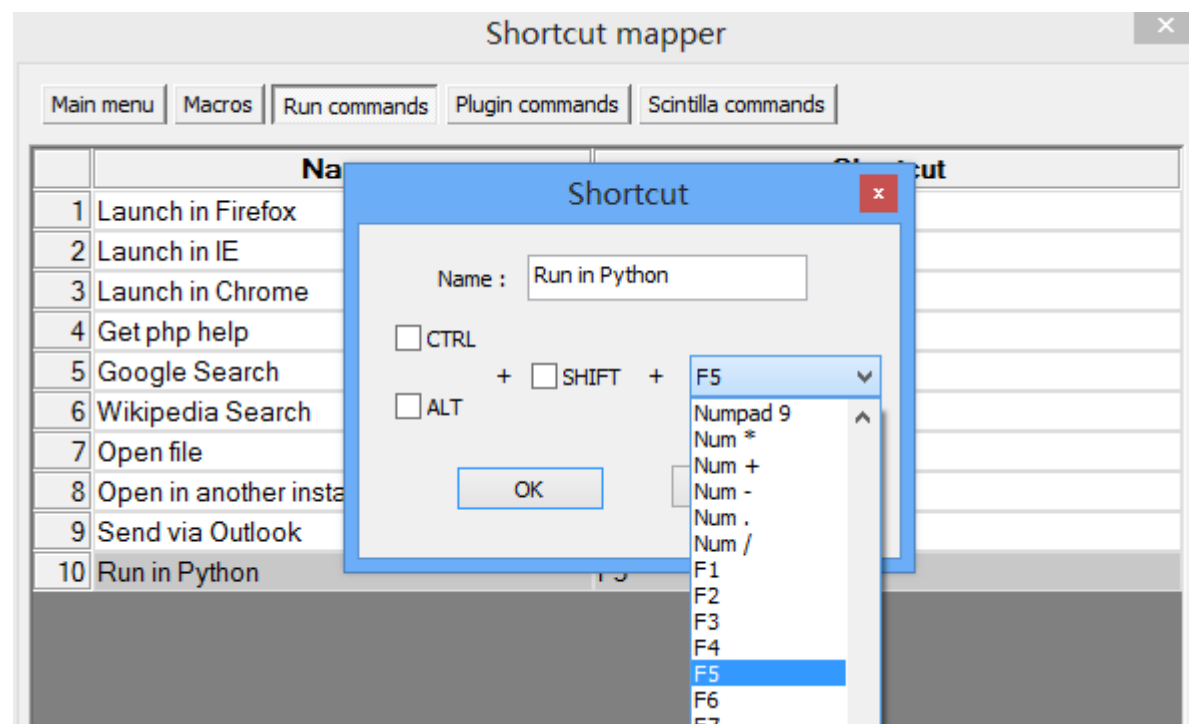 Shortcut mapper
Main menu Macros Run commands Plugin commands Scintilla commands
1 Launch in Firefox
2 Launch in IE
3 Launch in Chrome
4 Get php help
5 Google Search
6 Wikipedia Search
7 Open file
8 Open in another insta
9 Send via Outlook
10 Run in Python
Shortcut
Name : Run in Python
CTRL
+ SHIFT + F5
ALT
OK
Numpad 9
Num *
Num +
Num -
Num .
Num /
F1
F2
F3
F4
F5
F6